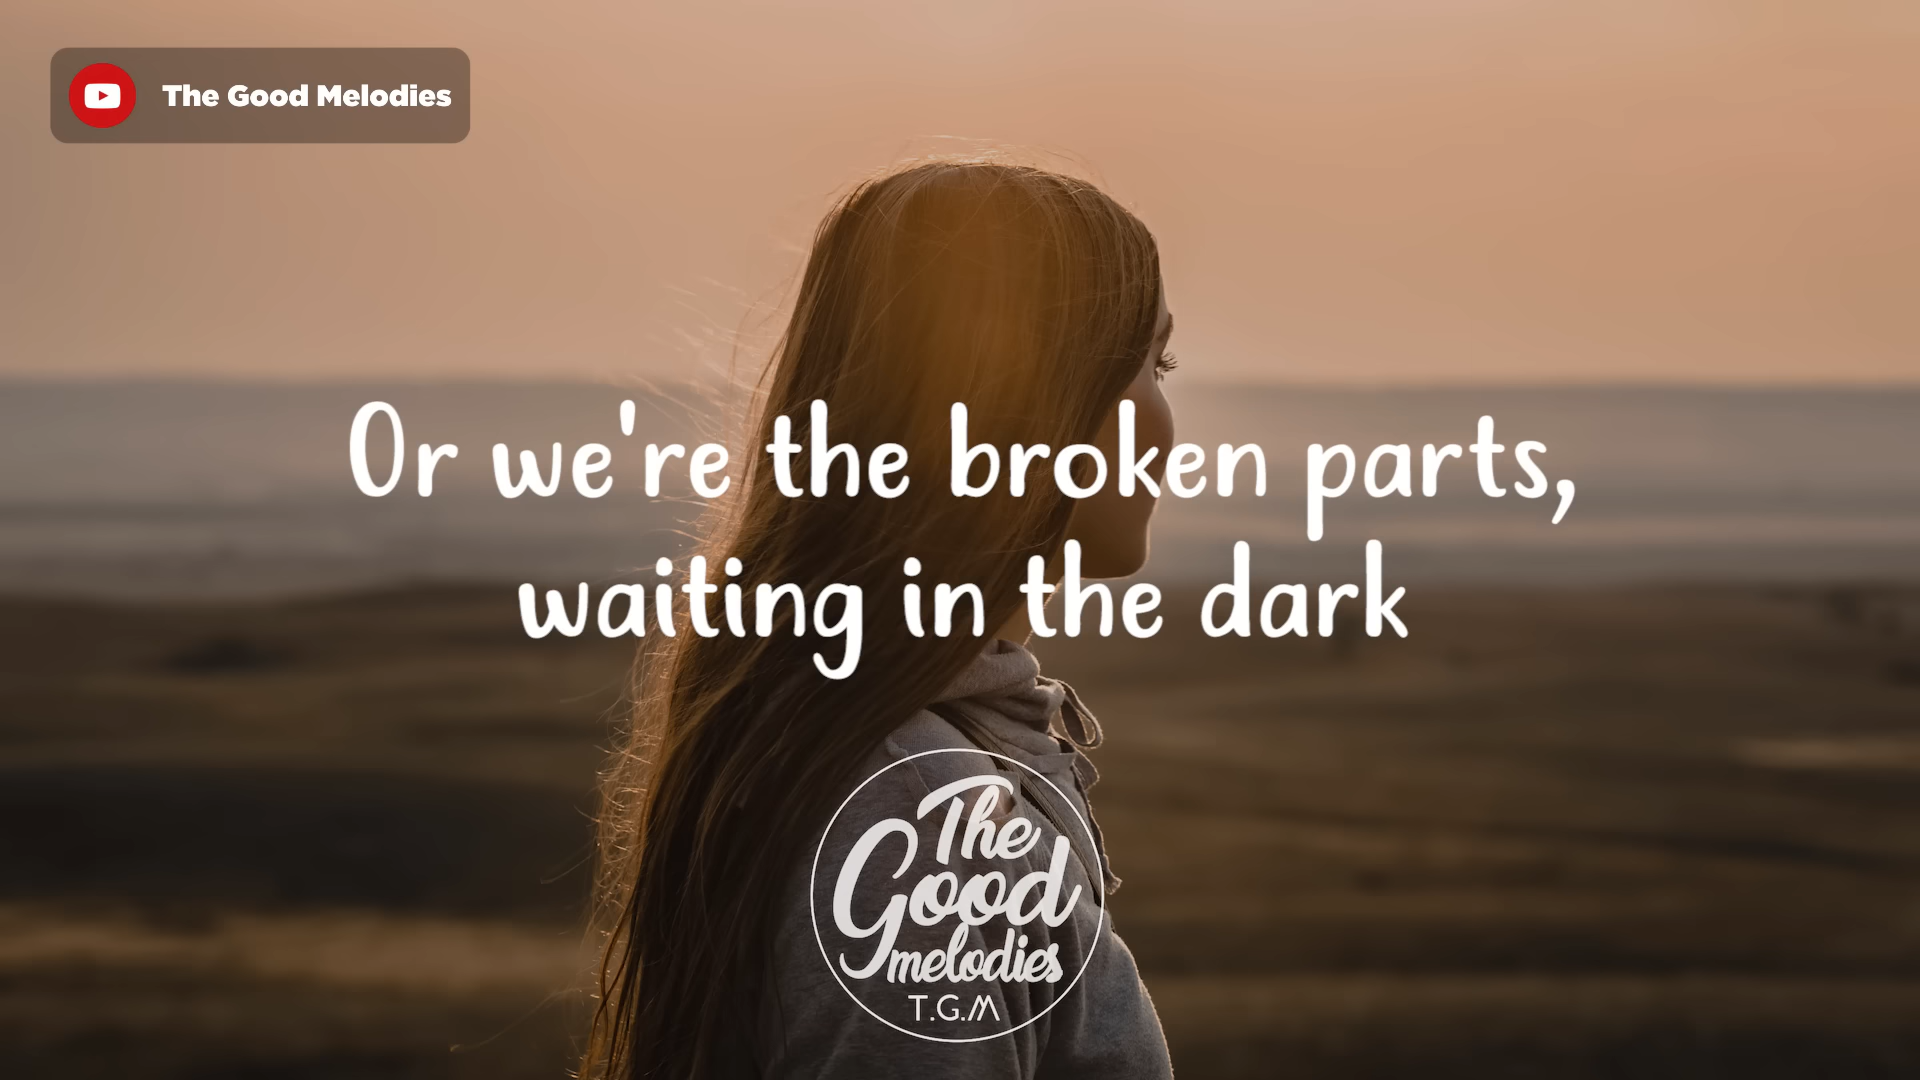 The Good Melodies
Or we're the broken parts,
waiting in the dark
The
Good
melodies
T.G.M